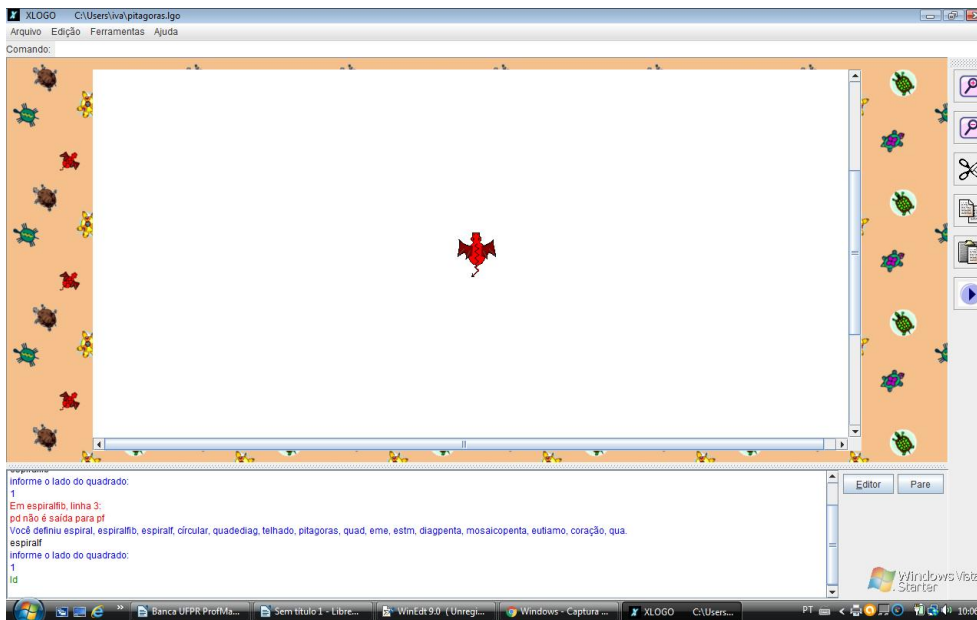 XLOGO C:\Users\iva\pitagoras.lgo
Arquivo Edição Ferramentas Ajuda
Comando:
informe o lado do quadrado:
1
Em espiralfib, linha 3:
pd não é saída para pf
Você definiu espiral, espiralfib, espiralf, círcular, quadediag, telhado, pitagoras, quad, eme, estm, diagpenta, mosaicopenta, eutiamo, coração, qua.
espiralf
informe o lado do quadrado:
1
ld
Editor Pare
Windows Vista
Starter
Banca UFPR ProfMa... Sem título 1 - Libre... WinEdt 9.0 ( Unregi... Windows - Captura ... XLOGO C:\Users... PT 10:06